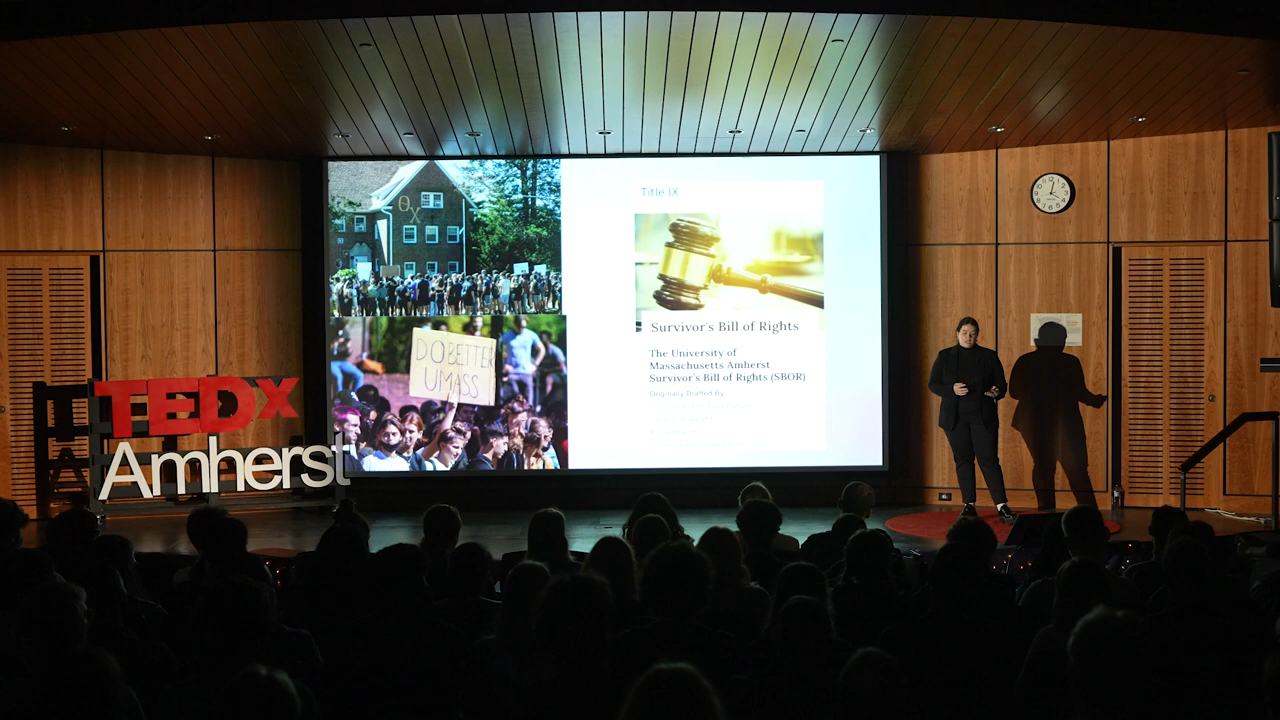 Title IX
ΘΧ
DO BETTER
UMASS
Survivor's Bill of Rights
The University of
Massachusetts Amherst
Survivor's Bill of Rights (SBOR)
Originally Drafted By
TEDx
Amherst